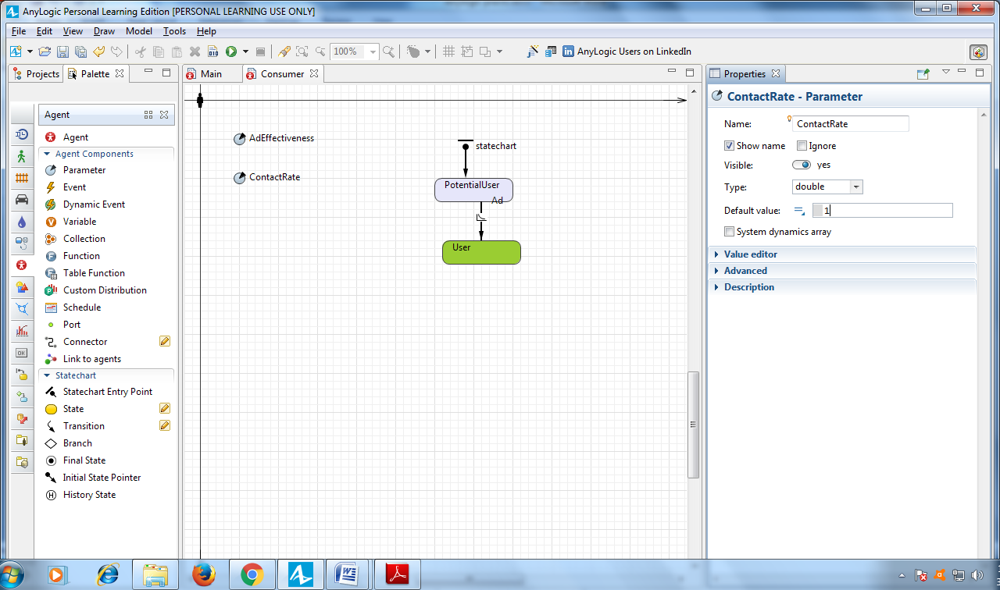 AnyLogic Personal Learning Edition [PERSONAL LEARNING USE ONLY]
File Edit View Draw Model Tools Help
010
100%
AnyLogic Users on LinkedIn
Projects
Palette
Main
Consumer
Properties
Agent
Agent
Agent Components
Parameter
Event
Dynamic Event
Variable
Collection
Function
Table Function
Custom Distribution
Schedule
Port
Connector
Link to agents
Statechart
Statechart Entry Point
State
Transition
Branch
Final State
Initial State Pointer
History State
OK
AdEffectiveness
ContactRate
statechart
PotentialUser
Ad
User
ContactRate - Parameter
Name: ContactRate
Show name Ignore
Visible: yes
Type: double
Default value: 1
System dynamics array
Value editor
Advanced
Description